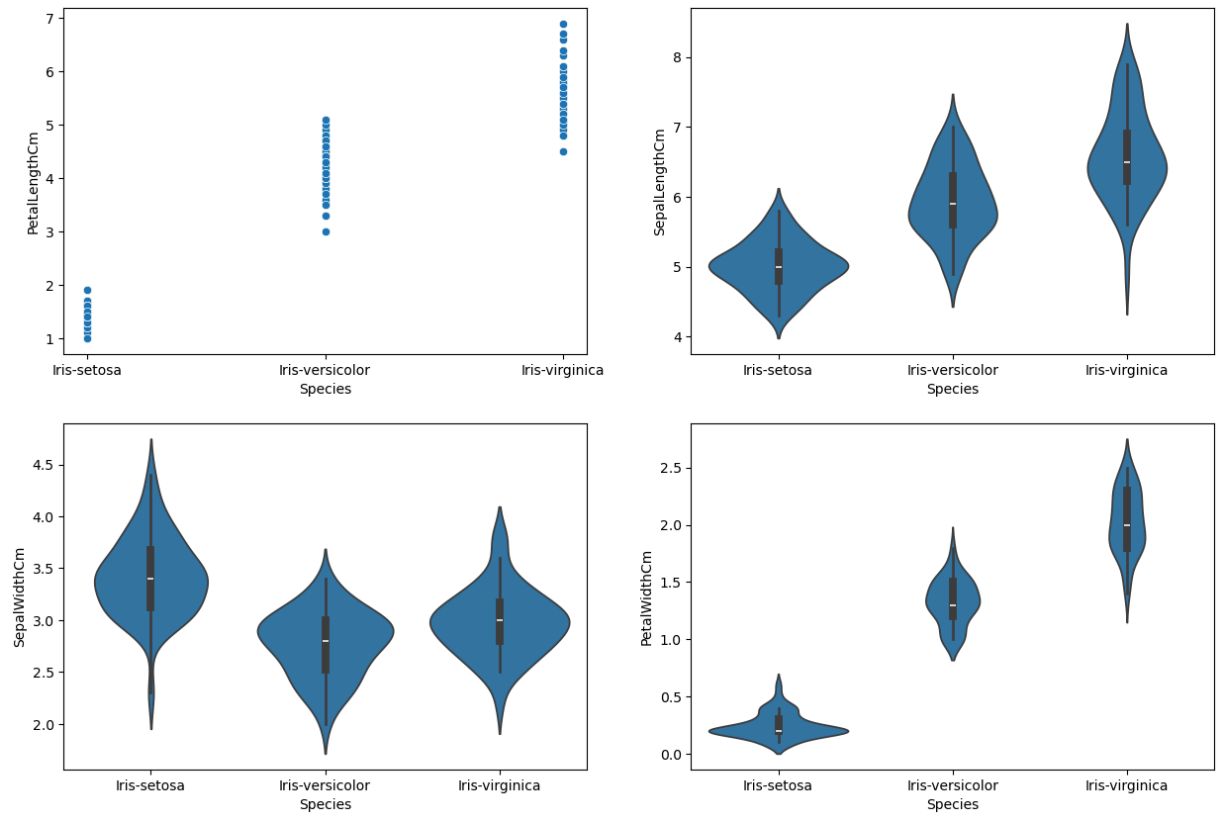 PetalLengthCm
7
6
5
4
3
2
1
Iris-setosa Iris-versicolor Iris-virginica
Species
SepalLengthCm
8
7
6
5
4
Iris-setosa Iris-versicolor Iris-virginica
Species
SepalWidthCm
4.5
4.0
3.5
3.0
2.5
2.0
Iris-setosa Iris-versicolor Iris-virginica
Species
PetalWidthCm
2.5
2.0
1.5
1.0
0.5
0.0
Iris-setosa Iris-versicolor Iris-virginica
Species